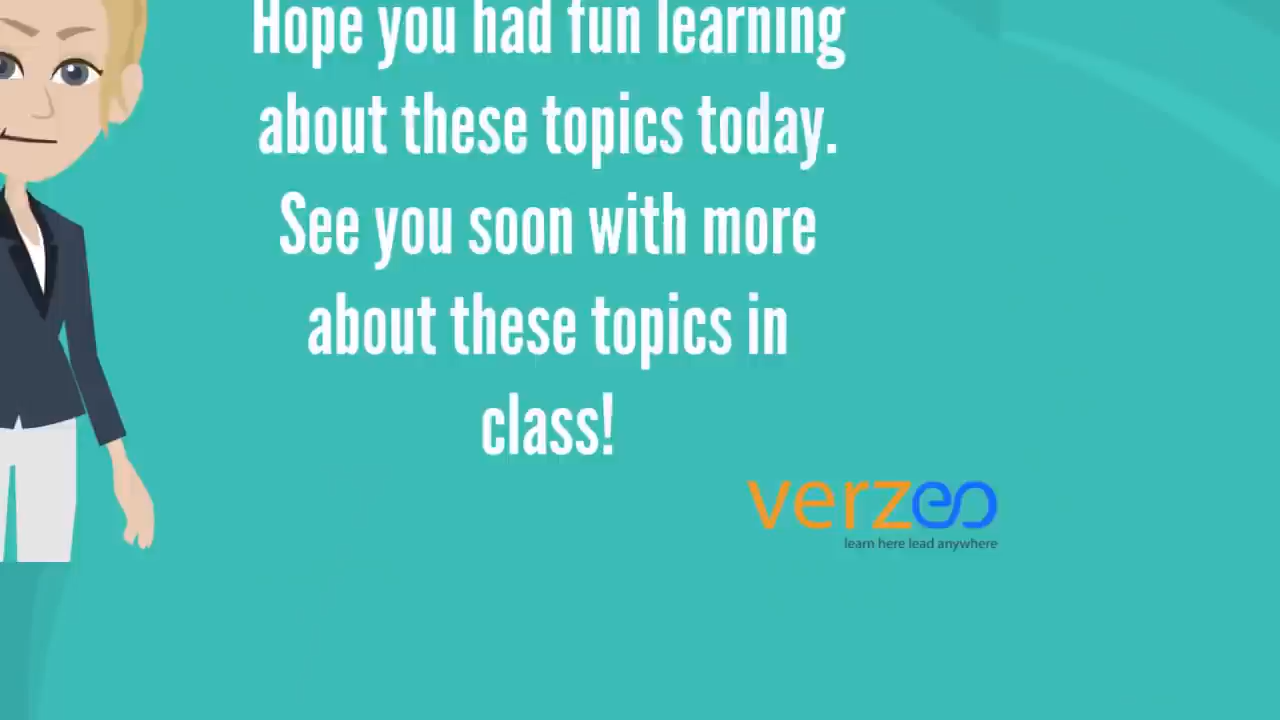 Hope you had fun learning
about these topics today.
See you soon with more
about these topics in
class!
verzeo
learn here lead anywhere